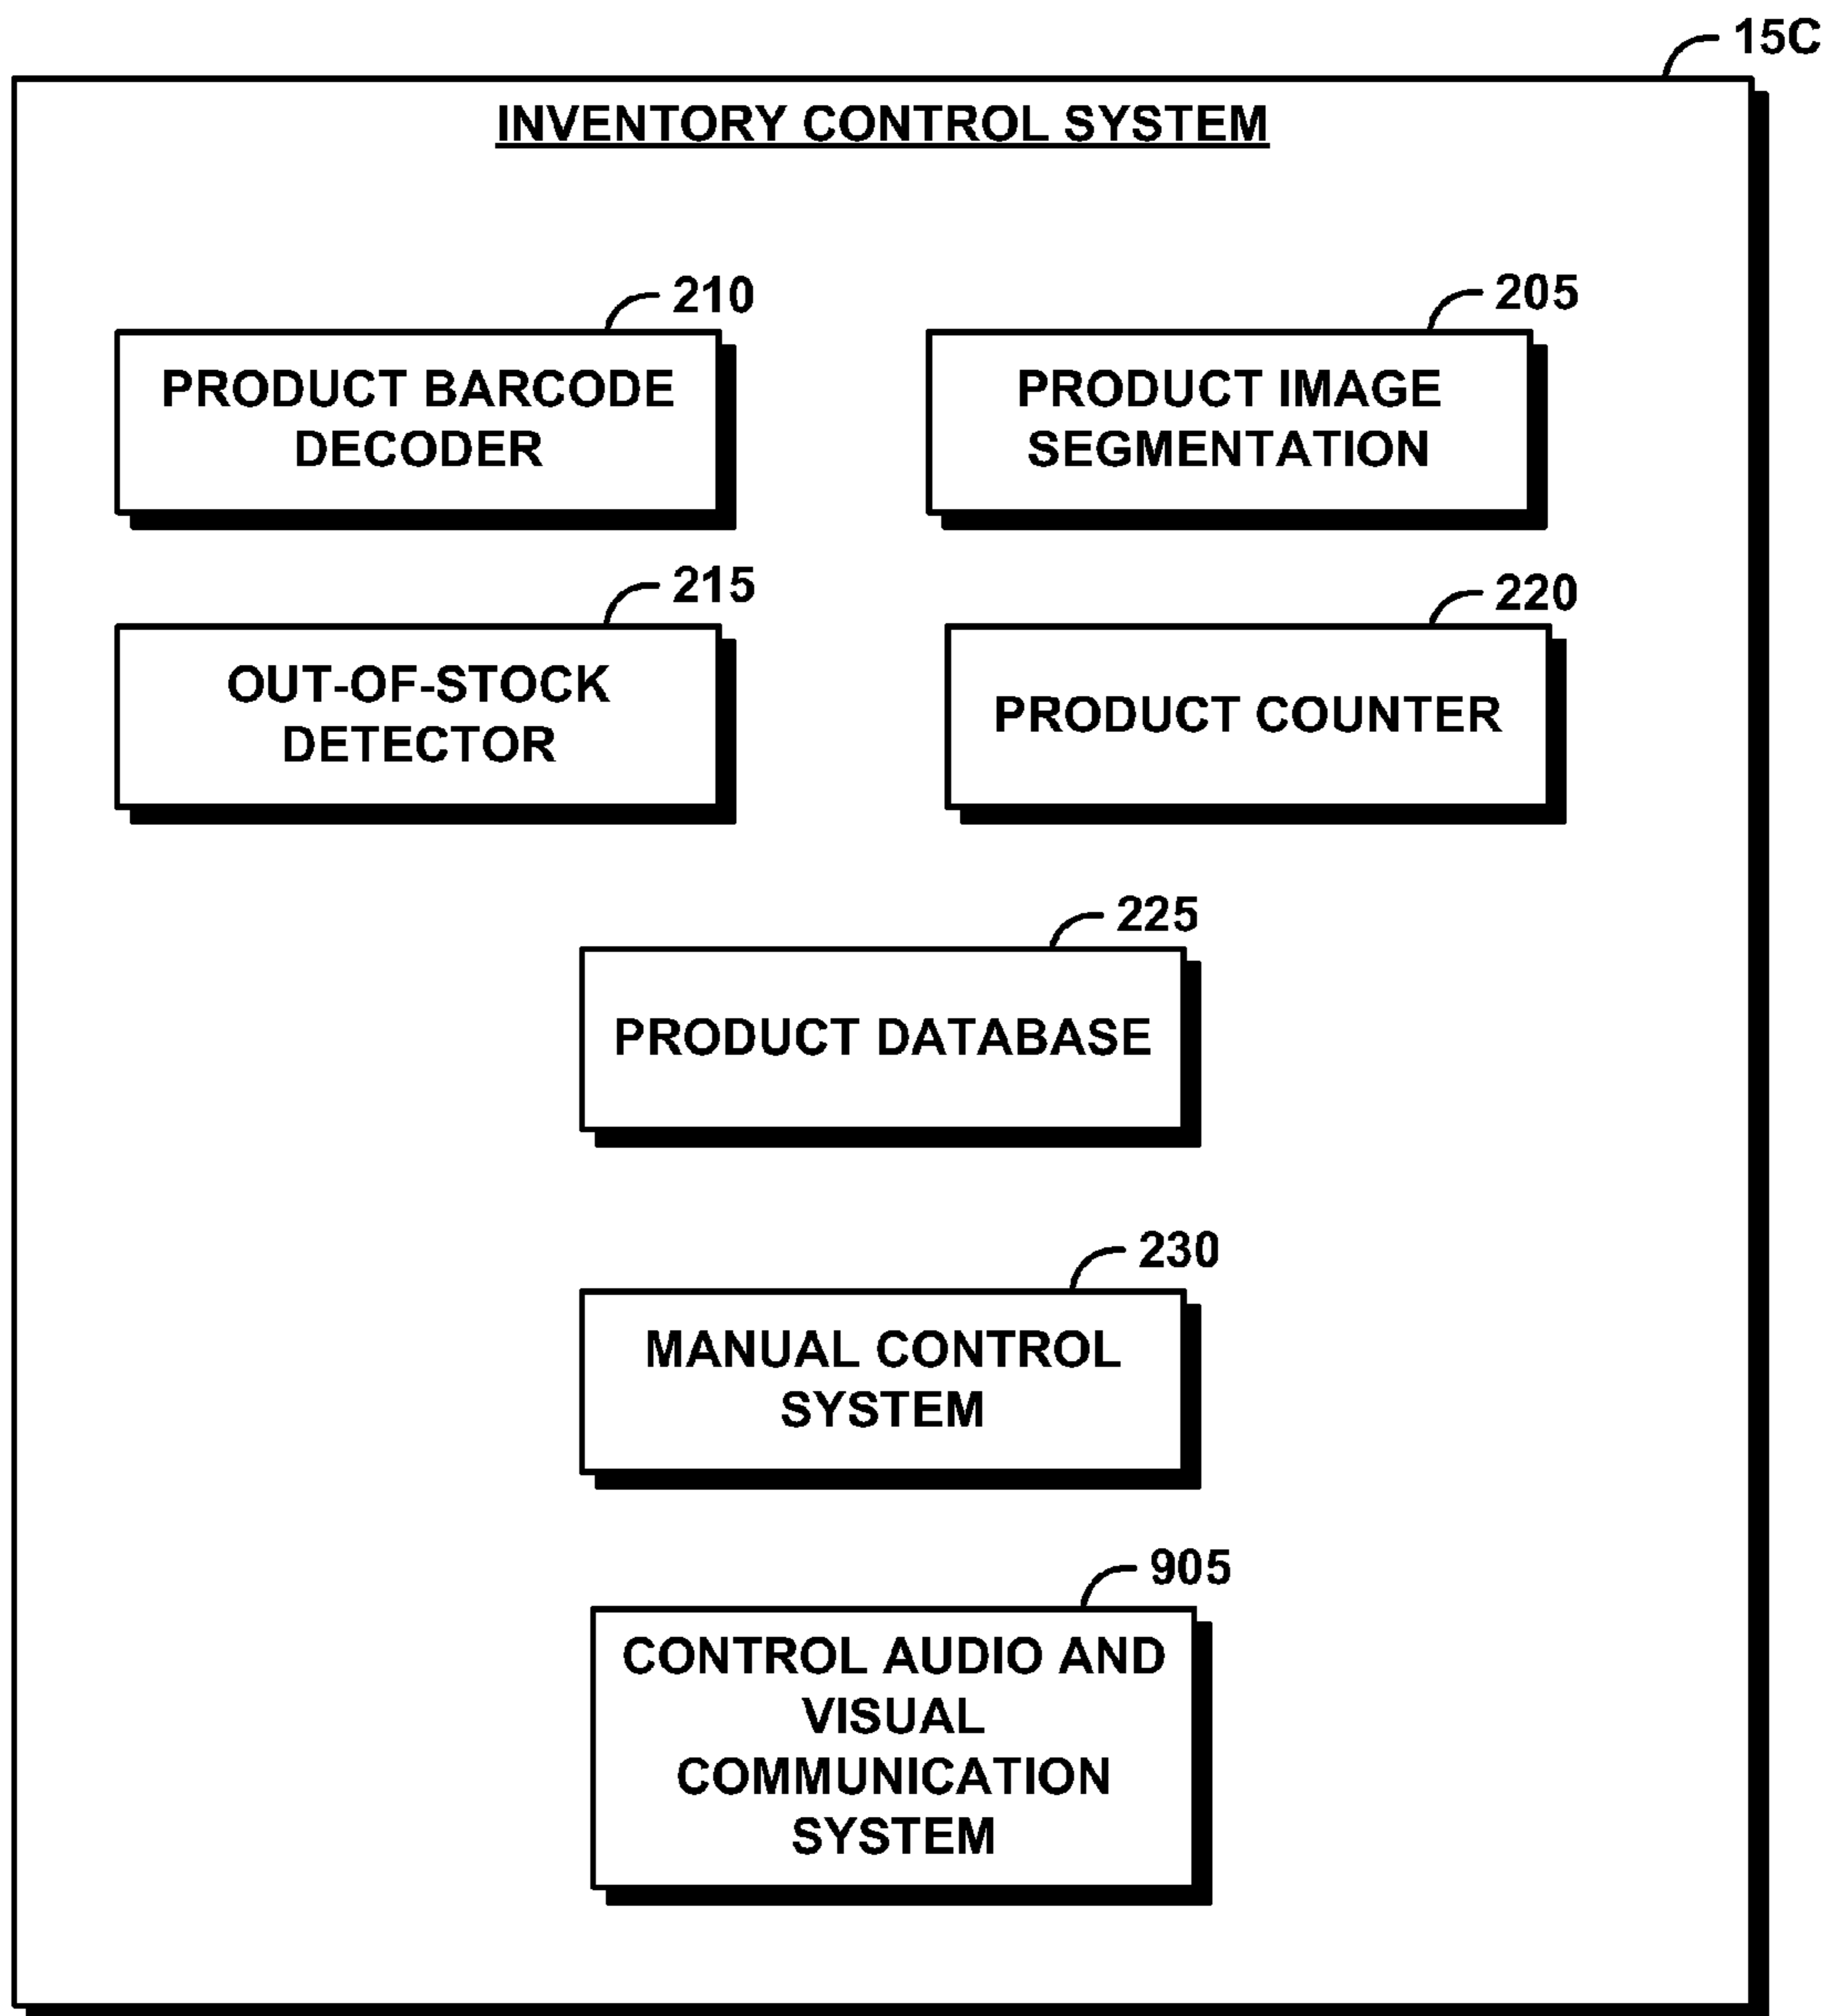 15C
INVENTORY CONTROL SYSTEM
210
PRODUCT BARCODE
DECODER
205
PRODUCT IMAGE
SEGMENTATION
215
OUT-OF-STOCK
DETECTOR
220
PRODUCT COUNTER
225
PRODUCT DATABASE
230
MANUAL CONTROL
SYSTEM
905
CONTROL AUDIO AND
VISUAL
COMMUNICATION
SYSTEM